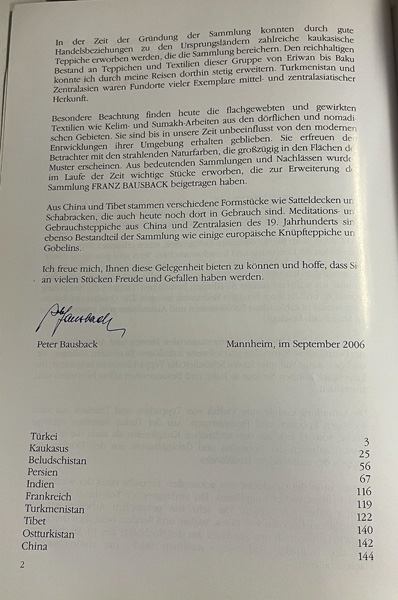 In der Zeit der Gründung der Sammlung konnten durch gute
Handelsbeziehungen zu den Ursprungsländern zahlreiche kaukasische
Teppiche erworben werden, die die Sammlung bereichern. Den reichhaltigen
Bestand an Teppichen und Textilien dieser Gruppe von Eriwan bis Baku
konnte ich durch meine Reisen dorthin stetig erweitern. Turkmenistan und
Zentralasien wären Fundorte vieler Exemplare mittel- und zentralasiatischer
Herkunft.
Besondere Beachtung finden heute die flachgewebten und gewirkten
Textilien wie Kelim- und Sumakh-Arbeiten aus den dörflichen und nomadi
schen Gebieten. Sie sind bis in unsere Zeit unbeeinflusst von den modernen
Entwicklungen ihrer Umgebung erhalten geblieben. Sie erfreuen den
Betrachter mit den strahlenden Naturfarben, die großzügig in den Flächen de
Muster erscheinen. Aus bedeutenden Sammlungen und Nachlässen wurde
im Laufe der Zeit wichtige Stücke erworben, die zur Erweiterung de
Sammlung FRANZ BAUSBACK beigetragen haben.
Aus China und Tibet stammen verschiedene Formstücke wie Satteldecken un
Schabracken, die auch heute noch dort in Gebrauch sind. Meditations- un
Gebrauchsteppiche aus China und Zentralasien des 19. Jahrhunderts sin
ebenso Bestandteil der Sammlung wie einige europäische Knüpfteppiche un
Gobelins.
Ich freue mich, Ihnen diese Gelegenheit bieten zu können und hoffe, dass Si
an vielen Stücken Freude und Gefallen haben werden.
Bausback
Peter Bausback Mannheim, im September 2006
Türkei 3
Kaukasus 25
Beludschistan 56
Persien 67
Indien 116
Frankreich 119
Turkmenistan 122
Tibet 140
Ostturkistan 142
China 144
2